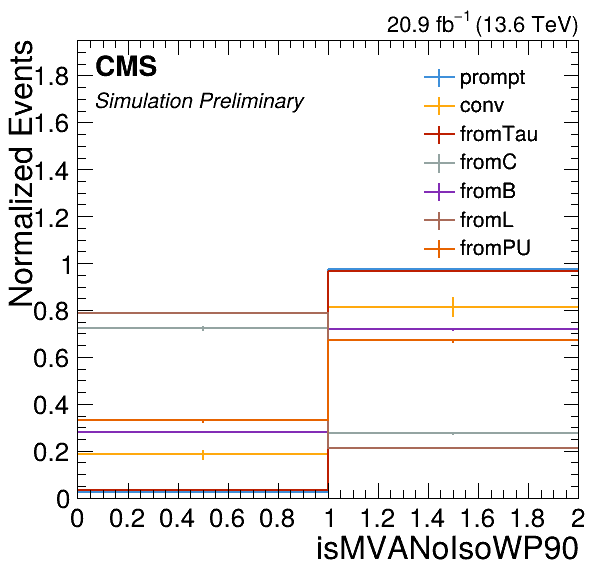 20.9 fb⁻¹ (13.6 TeV)
CMS
Simulation Preliminary
prompt
conv
fromTau
fromC
fromB
fromL
fromPU
Normalized Events
1.8
1.6
1.4
1.2
1
0.8
0.6
0.4
0.2
0
0 0.2 0.4 0.6 0.8 1 1.2 1.4 1.6 1.8 2
isMVANoIsoWP90